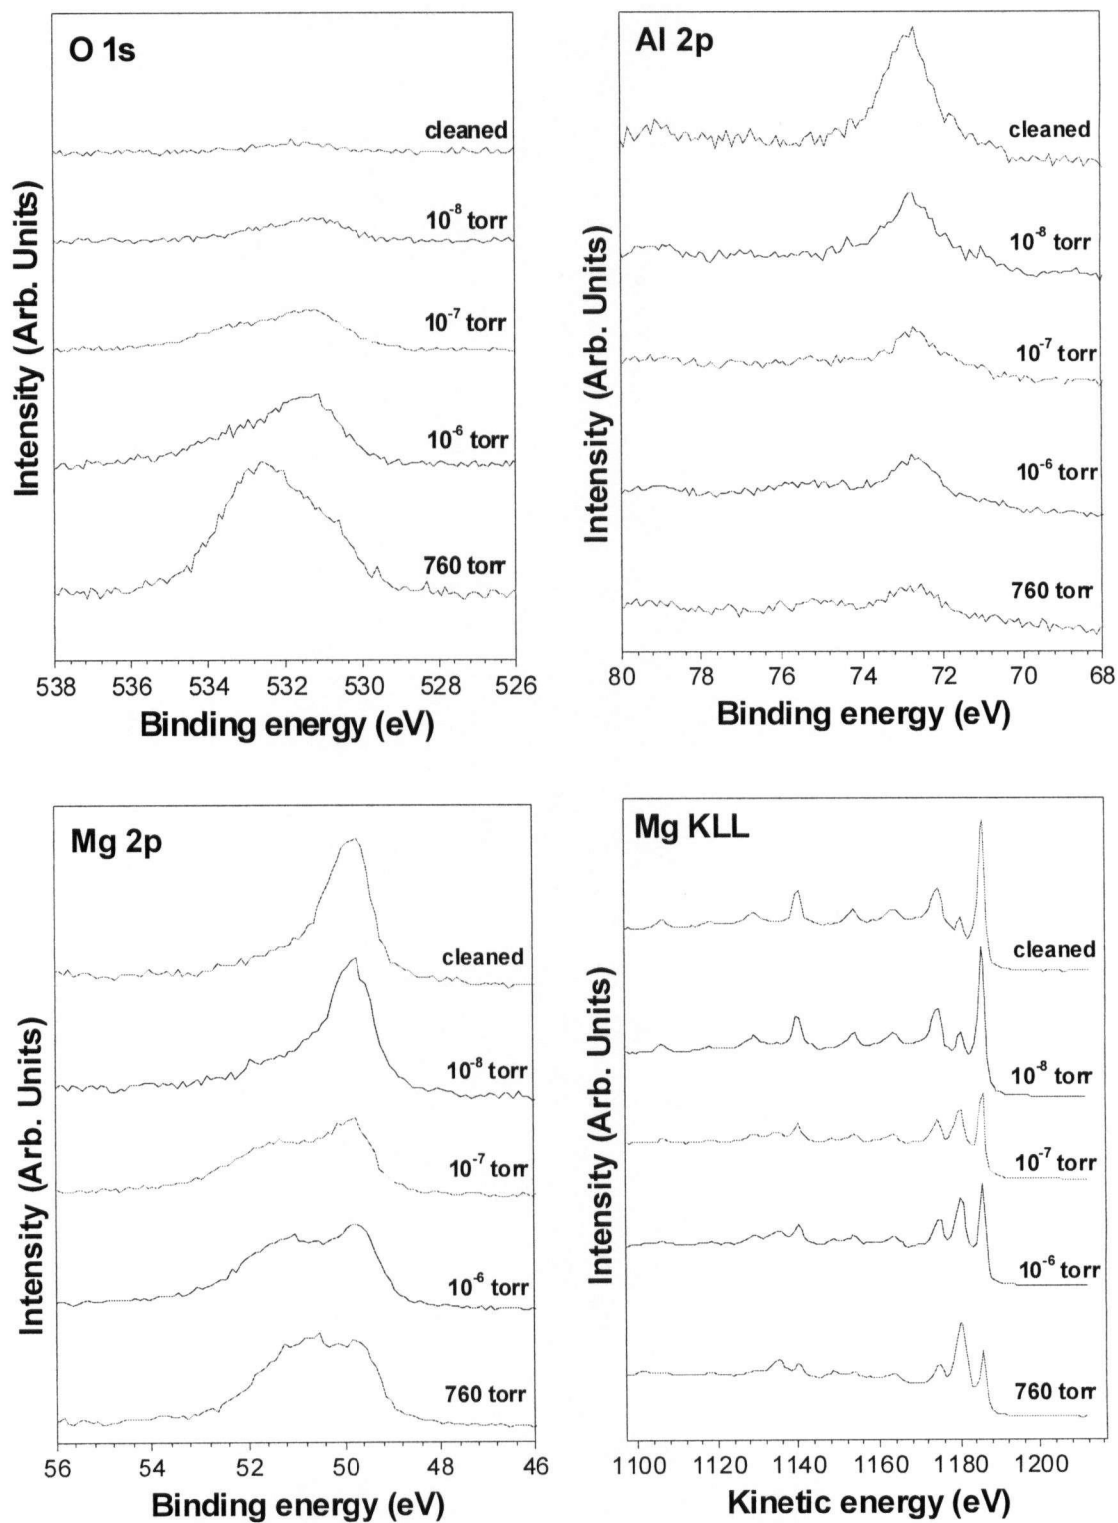 O 1s
cleaned
10⁻⁸ torr
10⁻⁷ torr
10⁻⁶ torr
760 torr
538 536 534 532 530 528 526
Binding energy (eV)
Intensity (Arb. Units)
Al 2p
cleaned
10⁻⁸ torr
10⁻⁷ torr
10⁻⁶ torr
760 torr
80 78 76 74 72 70 68
Binding energy (eV)
Intensity (Arb. Units)
Mg 2p
cleaned
10⁻⁸ torr
10⁻⁷ torr
10⁻⁶ torr
760 torr
56 54 52 50 48 46
Binding energy (eV)
Intensity (Arb. Units)
Mg KLL
cleaned
10⁻⁸ torr
10⁻⁷ torr
10⁻⁶ torr
760 torr
1100 1120 1140 1160 1180 1200
Kinetic energy (eV)
Intensity (Arb. Units)